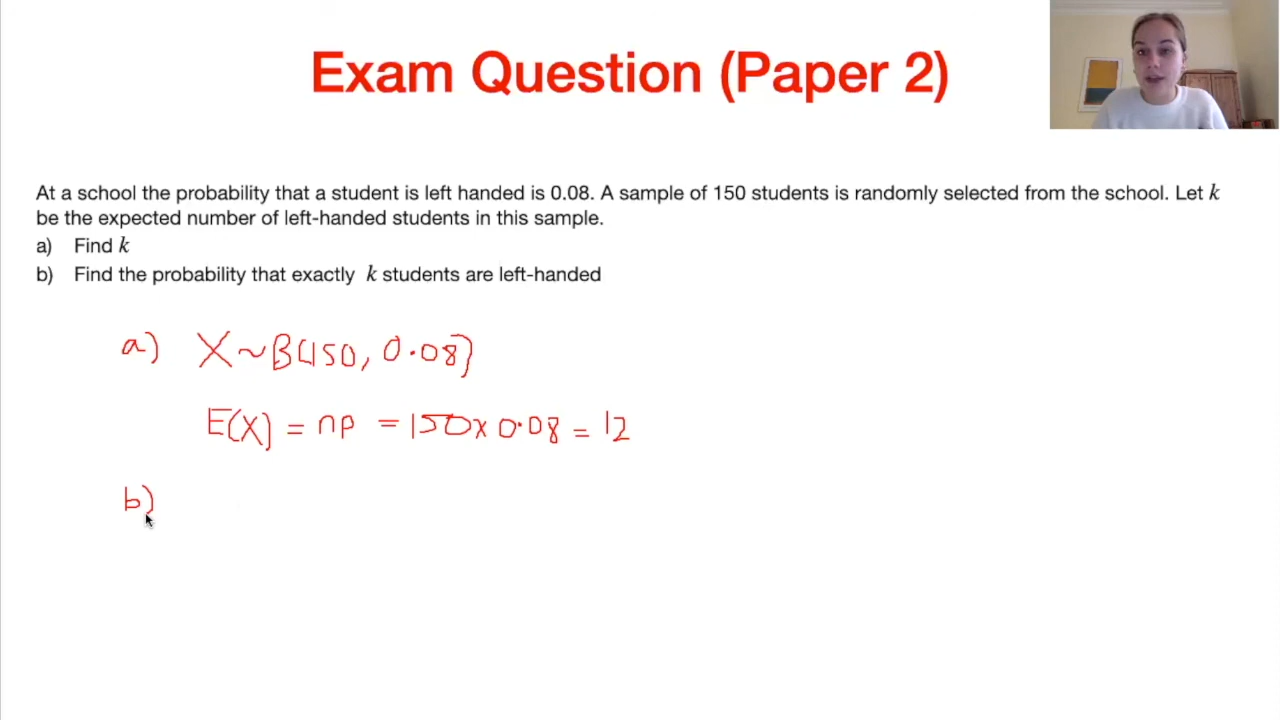 Exam Question (Paper 2)
At a school the probability that a student is left handed is 0.08. A sample of 150 students is randomly selected from the school. Let k
be the expected number of left-handed students in this sample.
a) Find k
b) Find the probability that exactly k students are left-handed
a) X~B(150, 0.08)
E(X) = np = 150x0.08 = 12
b)